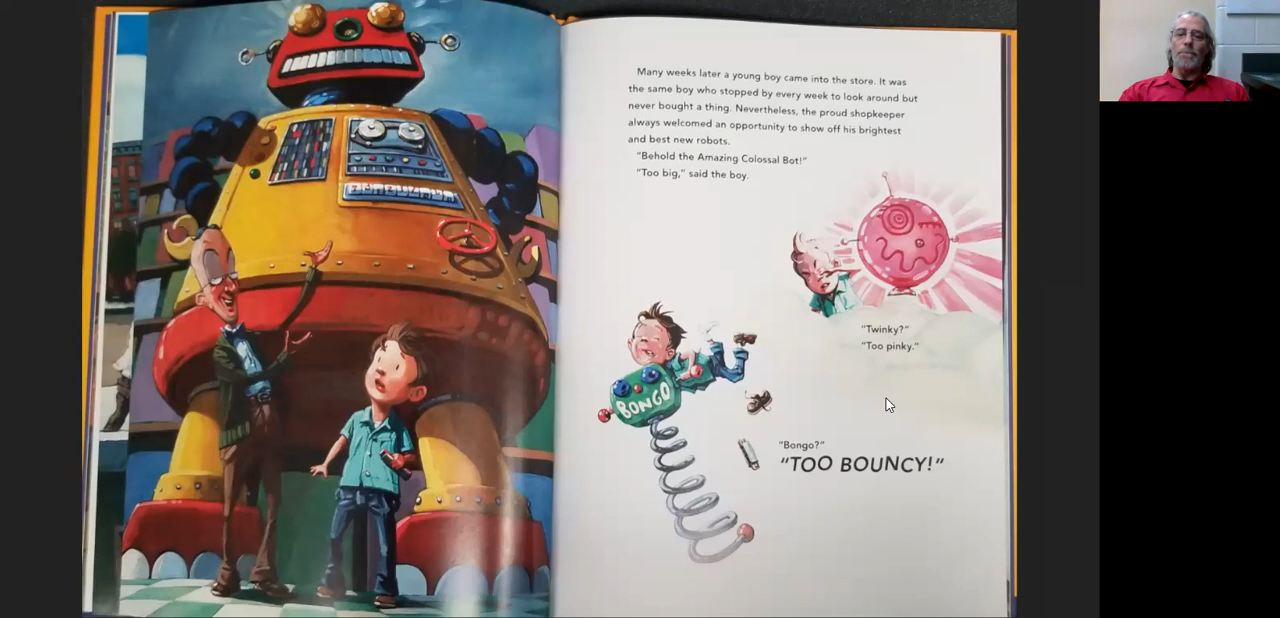 Many weeks later a young boy came into the store. It was
the same boy who stopped by every week to look around but
never bought a thing. Nevertheless, the proud shopkeeper
always welcomed an opportunity to show off his brightest
and best new robots.
"Behold the Amazing Colossal Bot!"
"Too big," said the boy.
"Twinky?"
"Too pinky."
BONGO
"Bongo?"
"TOO BOUNCY!"